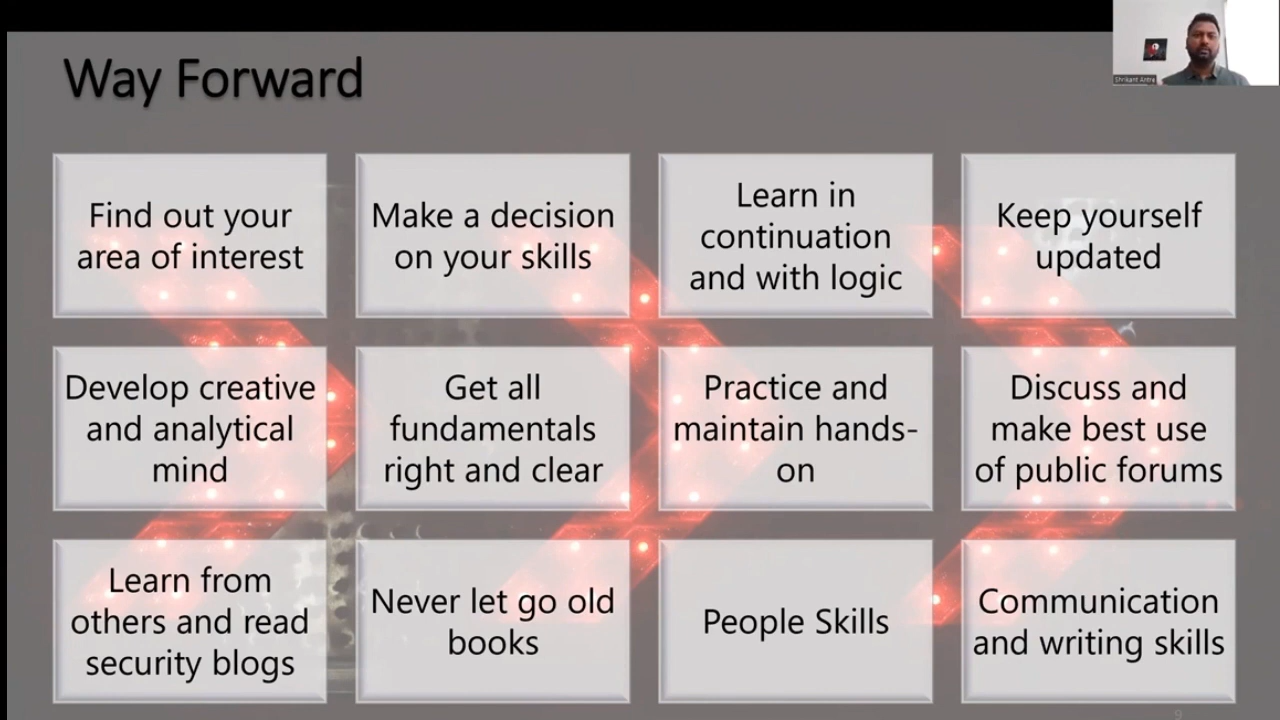 Way Forward
Shrikant Antre
Find out your
area of interest
Make a decision
on your skills
Learn in
continuation
and with logic
Keep yourself
updated
Develop creative
and analytical
mind
Get all
fundamentals
right and clear
Practice and
maintain hands-
on
Discuss and
make best use
of public forums
Learn from
others and read
security blogs
Never let go old
books
People Skills
Communication
and writing skills
9